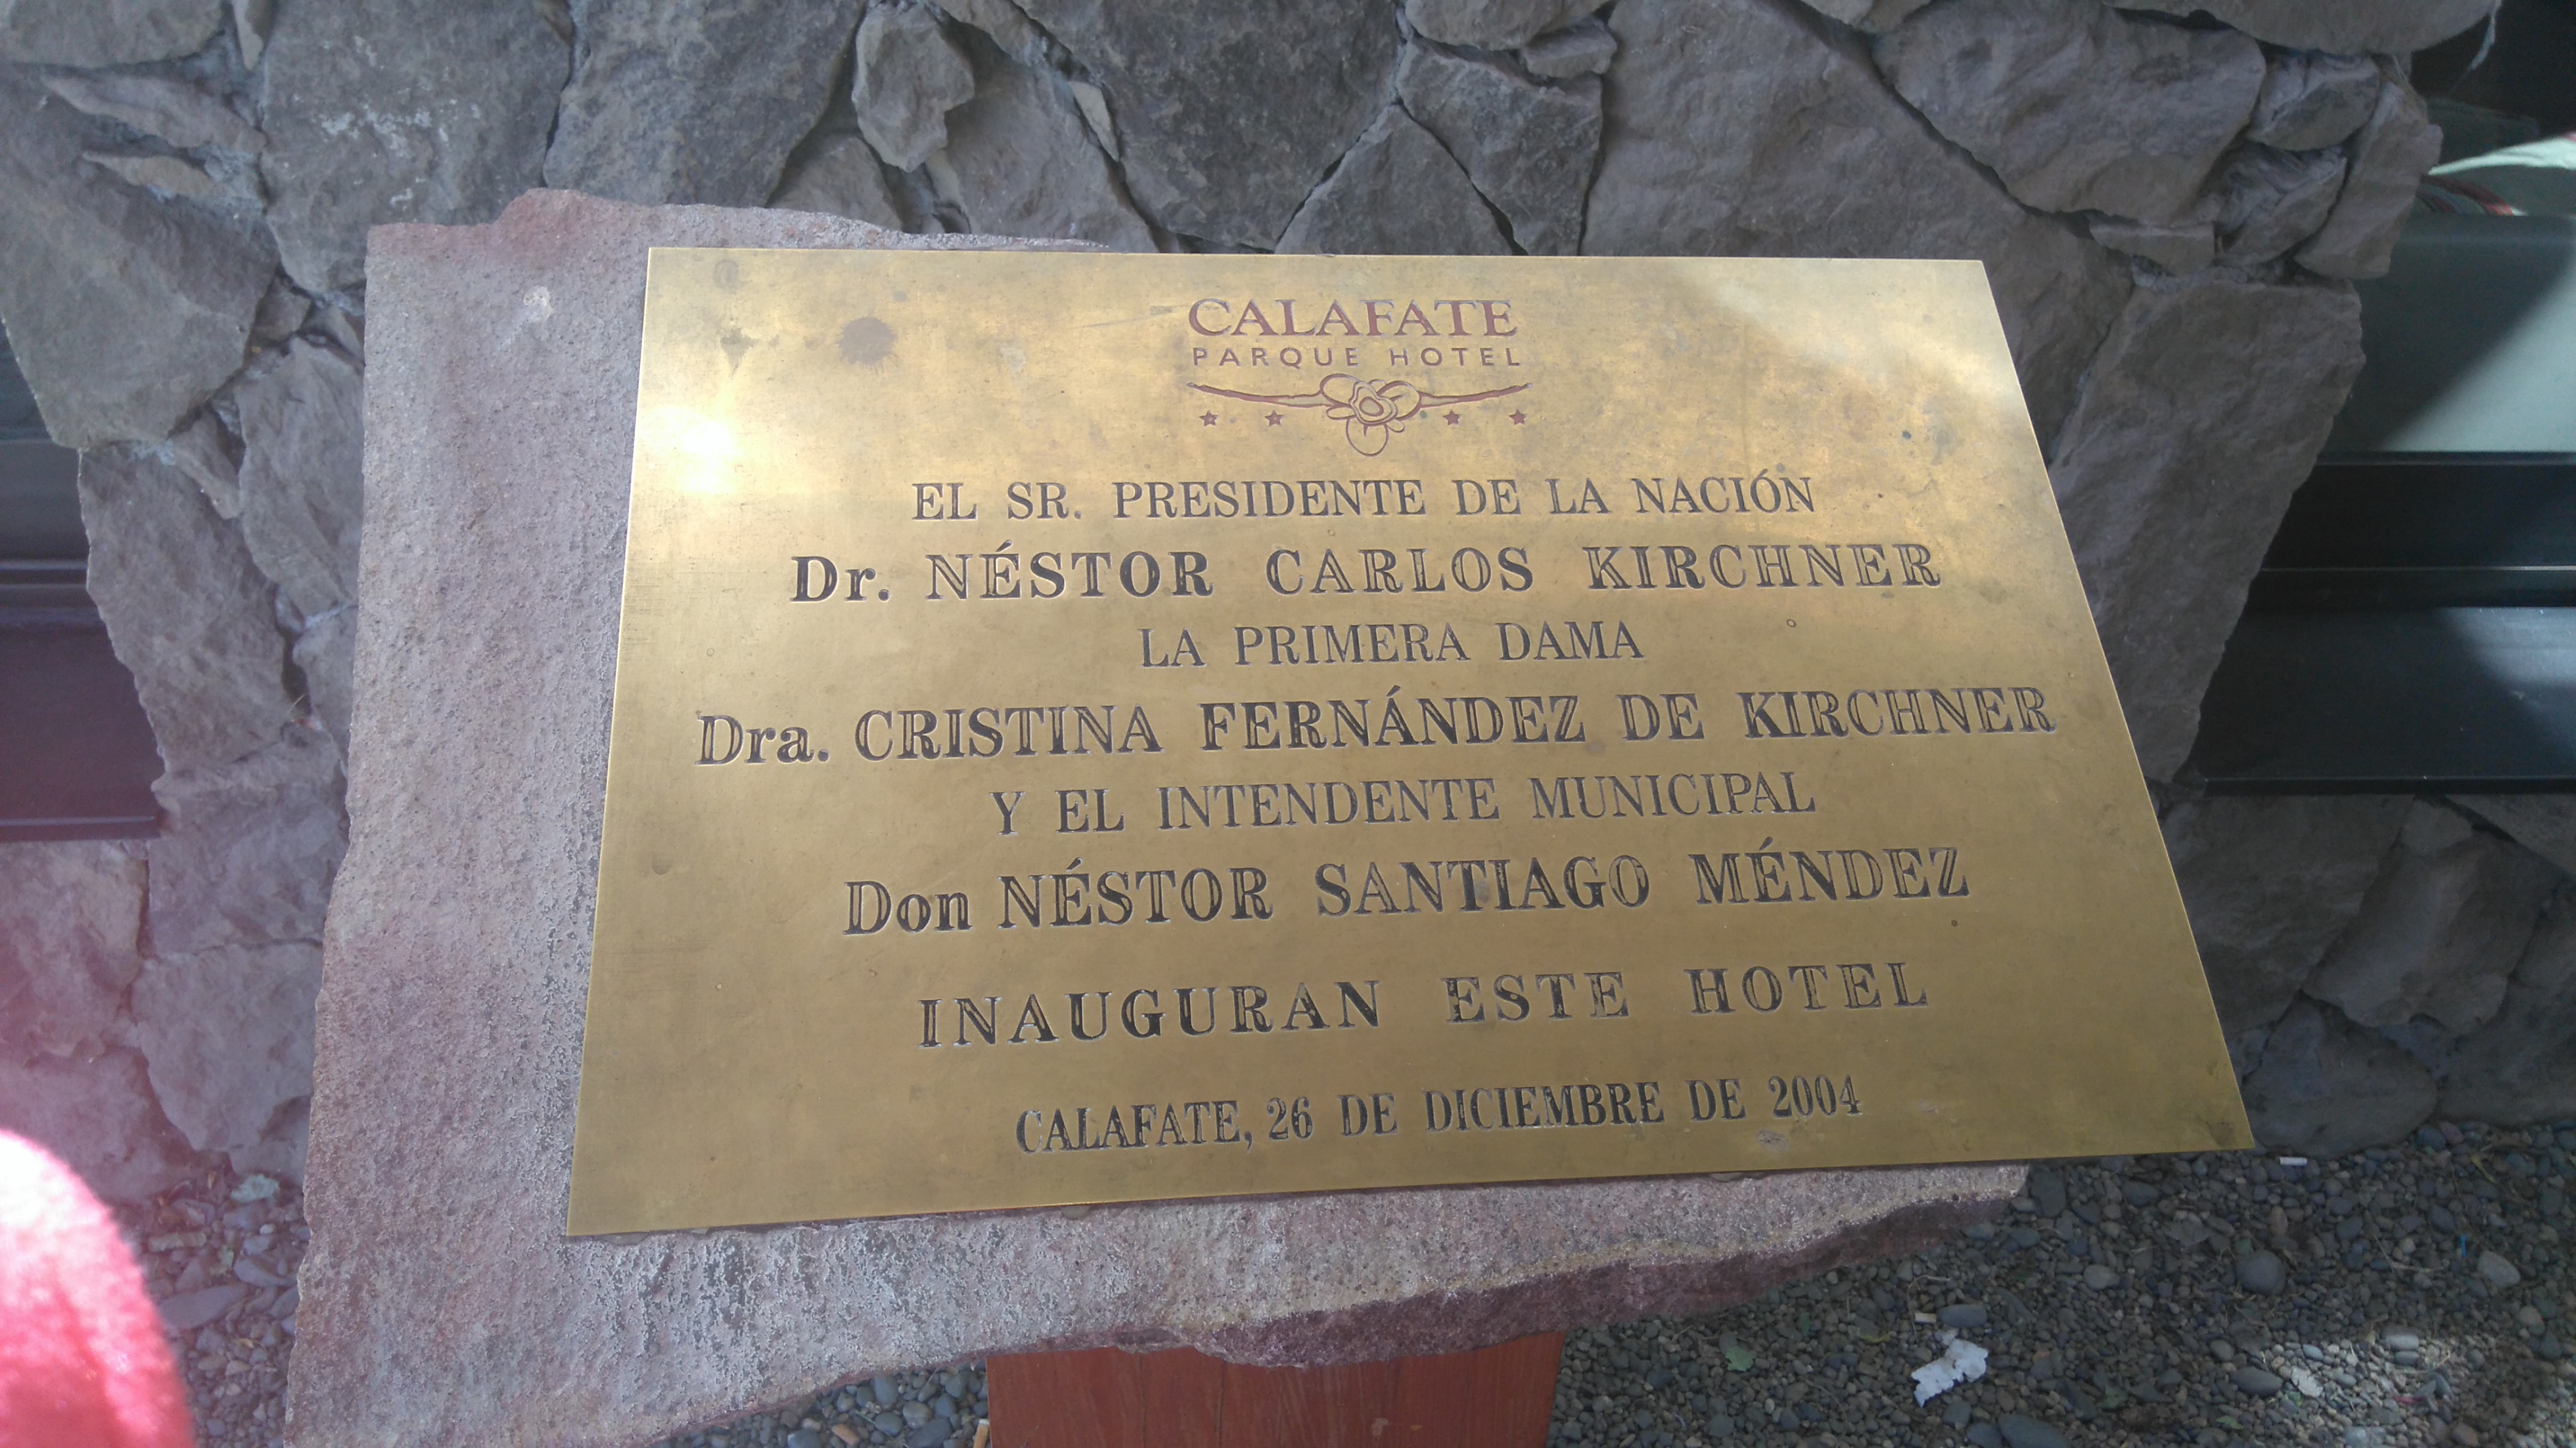 CALAFATE
PARQUE HOTEL
EL SR. PRESIDENTE DE LA NACIÓN
Dr. NÉSTOR CARLOS KIRCHNER
LA PRIMERA DAMA
Dra. CRISTINA FERNÁNDEZ DE KIRCHNER
Y EL INTENDENTE MUNICIPAL
Don NÉSTOR SANTIAGO MÉNDEZ
INAUGURAN ESTE HOTEL
CALAFATE, 26 DE DICIEMBRE DE 2004